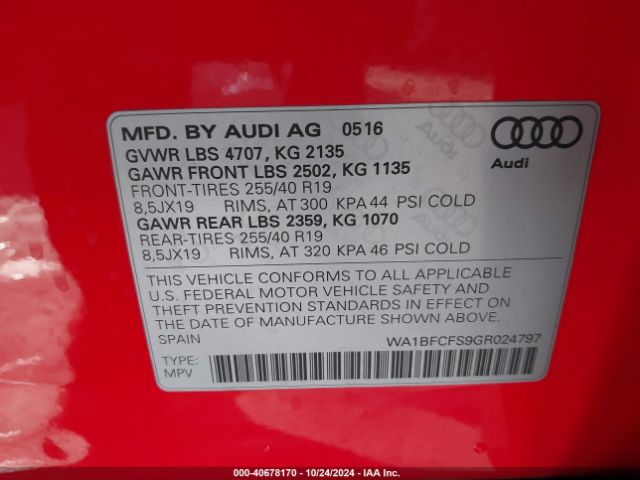 MFD. BY AUDI AG 0516
GVWR LBS 4707, KG 2135
GAWR FRONT LBS 2502, KG 1135
FRONT-TIRES 255/40 R19
8,5JX19 RIMS, AT 300 KPA 44 PSI COLD
GAWR REAR LBS 2359, KG 1070
REAR-TIRES 255/40 R19
8,5JX19 RIMS, AT 320 KPA 46 PSI COLD
Audi
THIS VEHICLE CONFORMS TO ALL APPLICABLE
U.S. FEDERAL MOTOR VEHICLE SAFETY AND
THEFT PREVENTION STANDARDS IN EFFECT ON
THE DATE OF MANUFACTURE SHOWN ABOVE.
SPAIN WA1BFCFS9GR024797
TYPE:
MPV
000-40678170 - 10/24/2024 - IAA Inc.